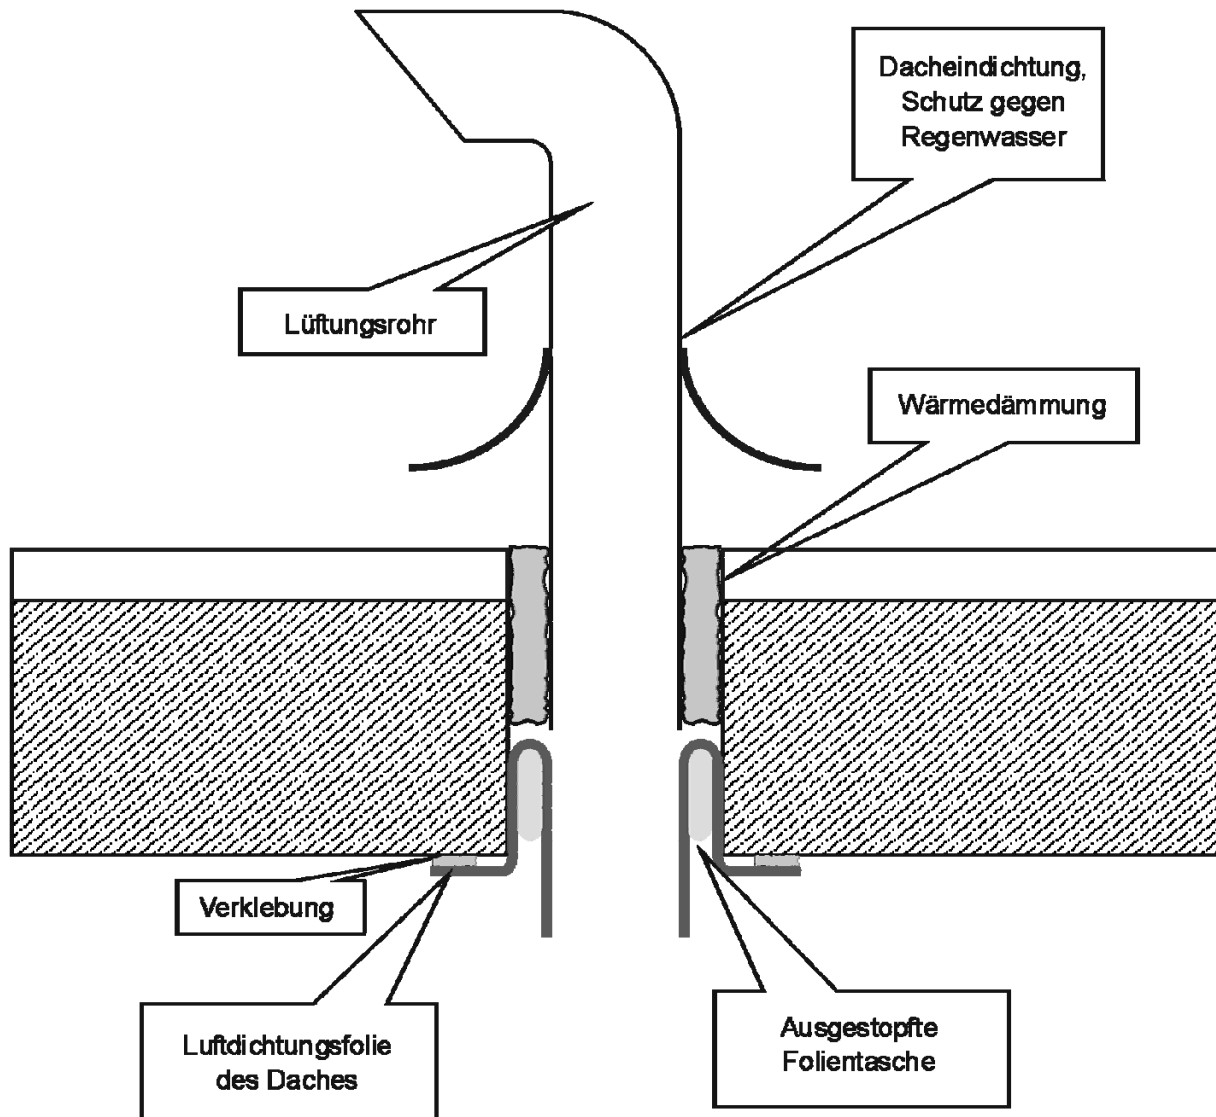 Dacheindichtung,
Schutz gegen
Regenwasser
Lüftungsrohr
Wärmedämmung
Verklebung
Luftdichtungsfolie
des Daches
Ausgestopfte
Folientasche